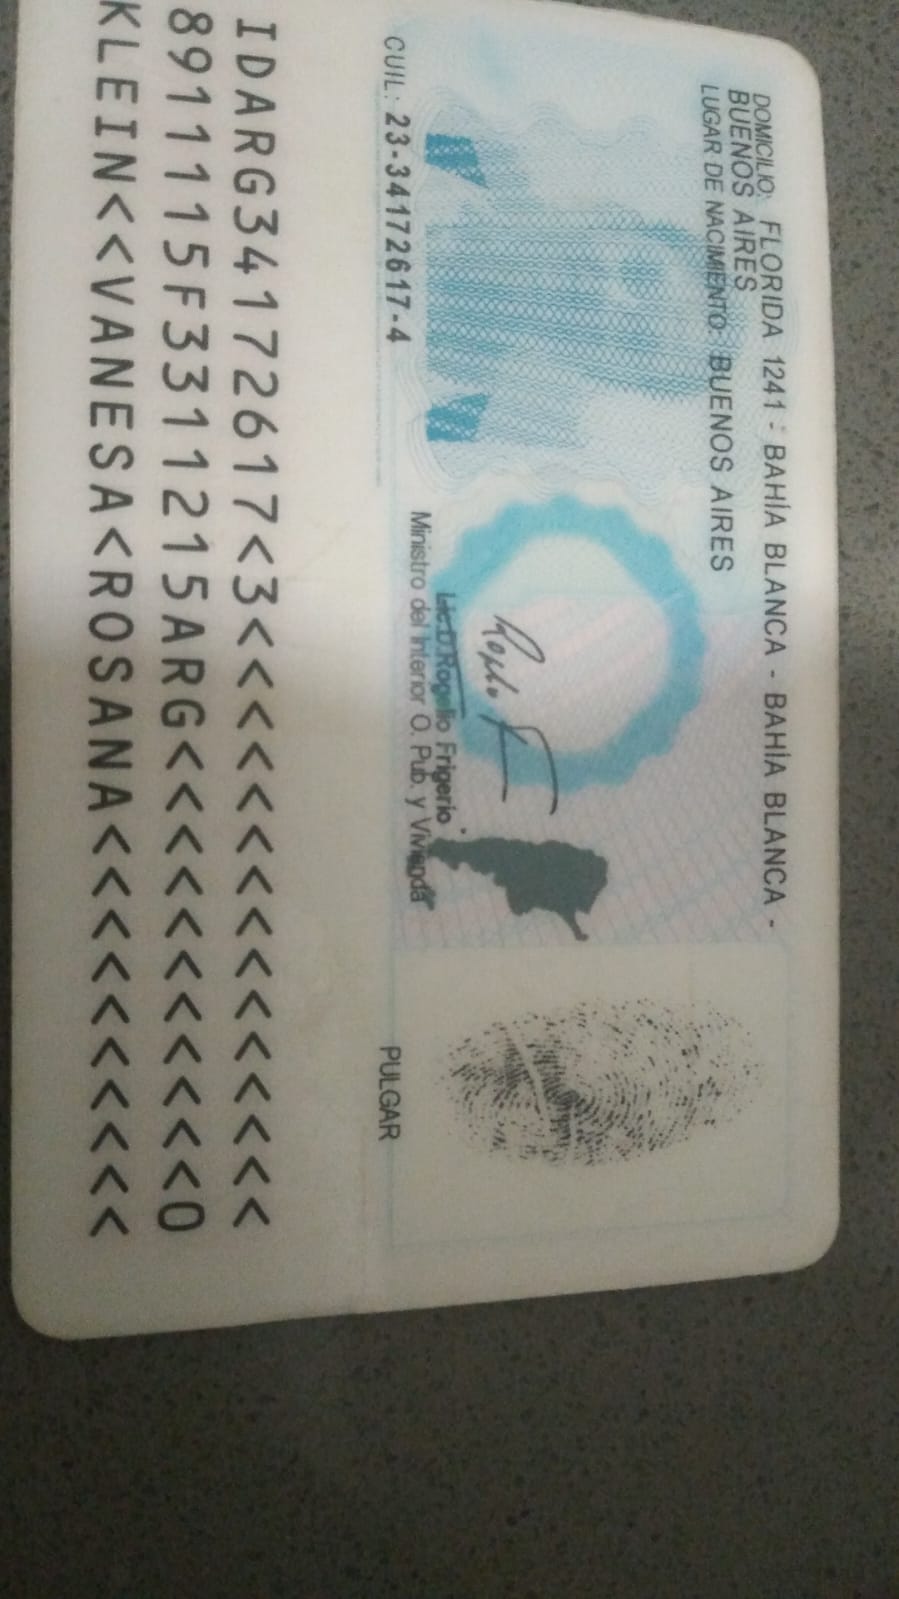 DOMICILIO: FLORIDA 1241 - BAHÍA BLANCA - BAHÍA BLANCA -
BUENOS AIRES
LUGAR DE NACIMIENTO: BUENOS AIRES
Lic. Rogelio Frigerio
Ministro del Interior O. Pub. y Vivienda
CUIL: 23-34172617-4
PULGAR
IDARG34172617<3<<<<<<<<<<<<<<<
8911115F3311215ARG<<<<<<<<<<<0
KLEIN<<VANESA<ROSANA<<<<<<<<<<